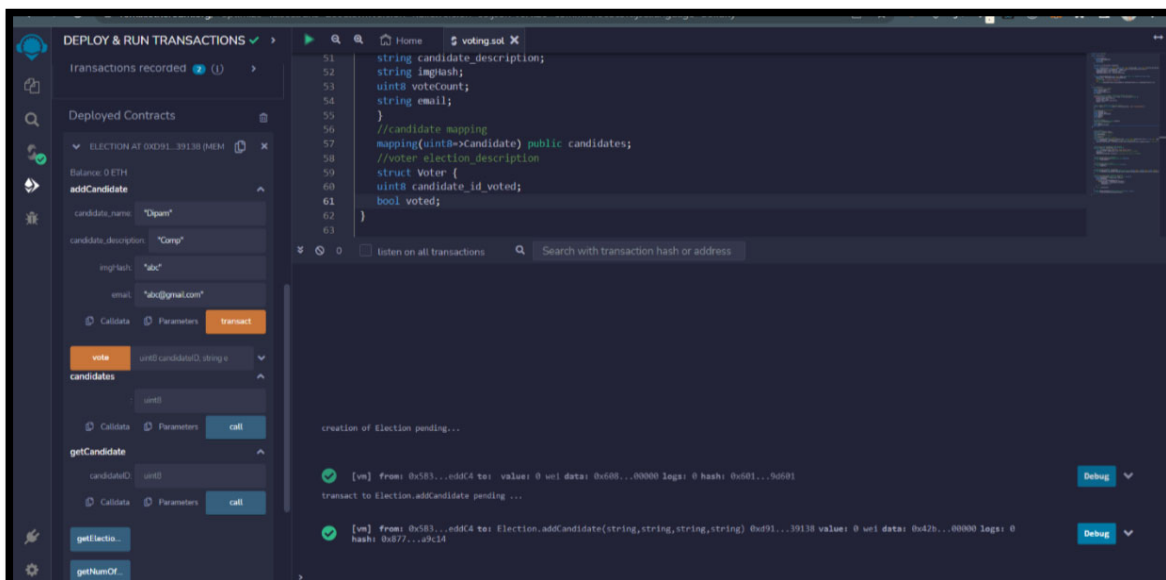 DEPLOY & RUN TRANSACTIONS
Transactions recorded 2 (i)
Deployed Contracts
ELECTION AT 0XD91...39138 (MEM
Balance: 0 ETH
addCandidate
candidate_name: "Dipam"
candidate_description: "Comp"
imgHash: "abc"
email: "abc@gmail.com"
Calldata Parameters transact
vote uint8 candidateID, string e
candidates
: uint8
Calldata Parameters call
getCandidate
candidateID: uint8
Calldata Parameters call
getElectio...
getNumOf...
Home voting.sol
51 string candidate_description;
52 string imgHash;
53 uint8 voteCount;
54 string email;
55 }
56 //candidate mapping
57 mapping(uint8=>Candidate) public candidates;
58 //voter election_description
59 struct Voter {
60 uint8 candidate_id_voted;
61 bool voted;
62 }
63
0 listen on all transactions Search with transaction hash or address
creation of Election pending...
[vm] from: 0x583...eddC4 to: value: 0 wei data: 0x608...00000 logs: 0 hash: 0x601...9d601 Debug
transact to Election.addCandidate pending ...
[vm] from: 0x583...eddC4 to: Election.addCandidate(string,string,string,string) 0xd91...39138 value: 0 wei data: 0x42b...00000 logs: 0 Debug
hash: 0x877...a9c14
>